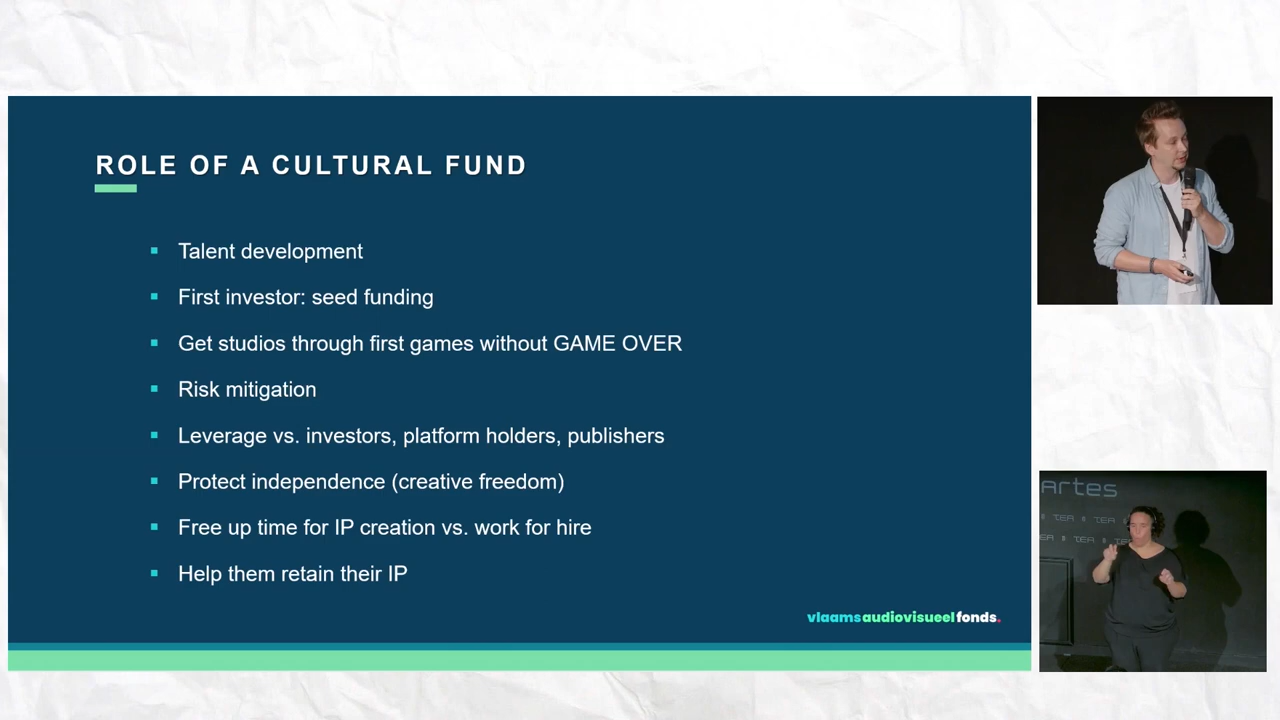 ROLE OF A CULTURAL FUND
Talent development
First investor: seed funding
Get studios through first games without GAME OVER
Risk mitigation
Leverage vs. investors, platform holders, publishers
Protect independence (creative freedom)
Free up time for IP creation vs. work for hire
Help them retain their IP
vlaamsaudiovisueelfonds.
artes